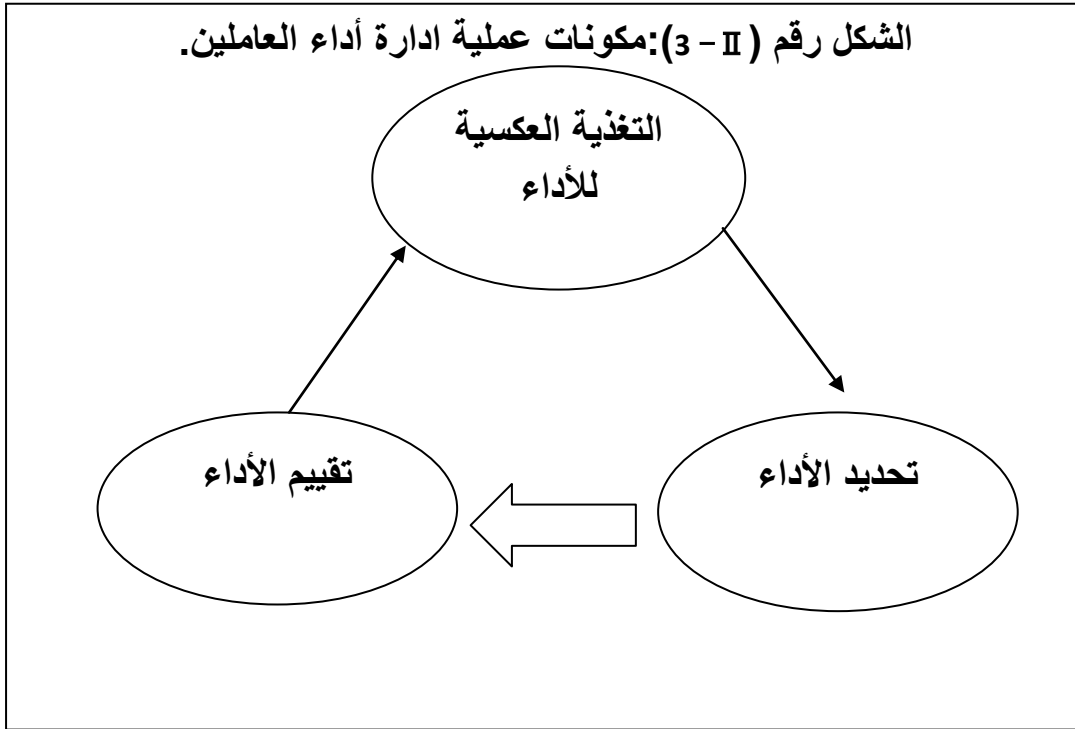 الشكل رقم (II – 3):مكونات عملية ادارة أداء العاملين.
التغذية العكسية
للأداء
تحديد الأداء
تقييم الأداء